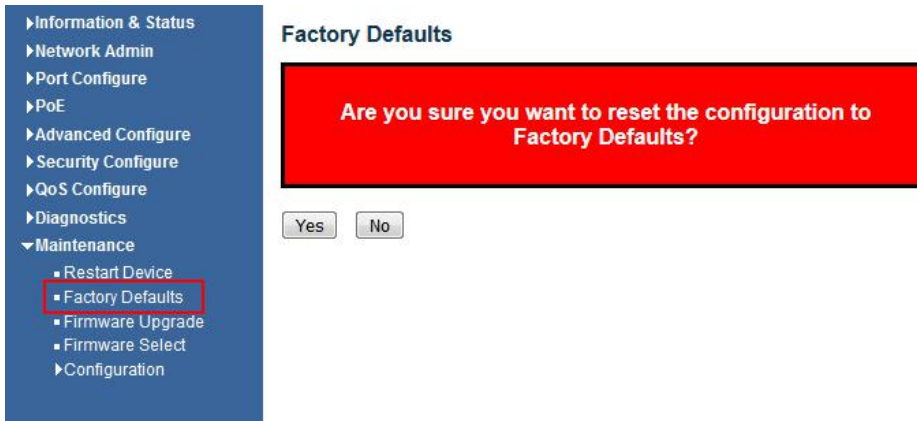 Information & Status
Network Admin
Port Configure
PoE
Advanced Configure
Security Configure
QoS Configure
Diagnostics
Maintenance
Restart Device
Factory Defaults
Firmware Upgrade
Firmware Select
Configuration
Factory Defaults
Are you sure you want to reset the configuration to
Factory Defaults?
Yes No